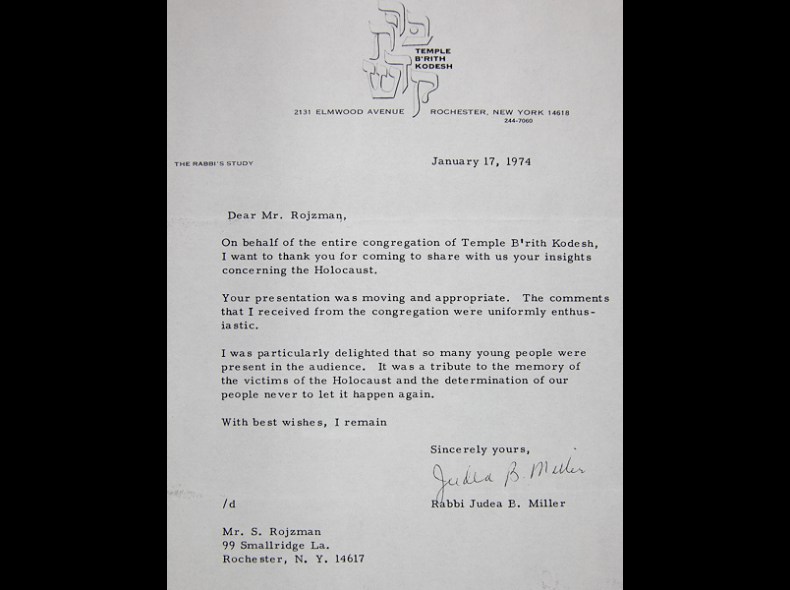 ברית
קודש
TEMPLE
B'RITH
KODESH
2131 ELMWOOD AVENUE ROCHESTER, NEW YORK 14618
244-7060
THE RABBI'S STUDY
January 17, 1974
Dear Mr. Rojzman,
On behalf of the entire congregation of Temple B'rith Kodesh,
I want to thank you for coming to share with us your insights
concerning the Holocaust.
Your presentation was moving and appropriate. The comments
that I received from the congregation were uniformly enthus-
iastic.
I was particularly delighted that so many young people were
present in the audience. It was a tribute to the memory of
the victims of the Holocaust and the determination of our
people never to let it happen again.
With best wishes, I remain
Sincerely yours,
Judea B. Miller
Rabbi Judea B. Miller
/d
Mr. S. Rojzman
99 Smallridge La.
Rochester, N. Y. 14617